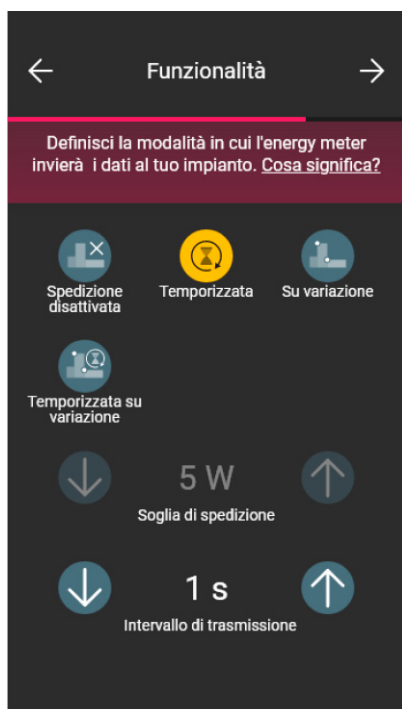 Funzionalità
Definisci la modalità in cui l'energy meter
invierà i dati al tuo impianto. Cosa significa?
Spedizione
disattivata
Temporizzata
Su variazione
Temporizzata su
variazione
5 W
Soglia di spedizione
1 s
Intervallo di trasmissione